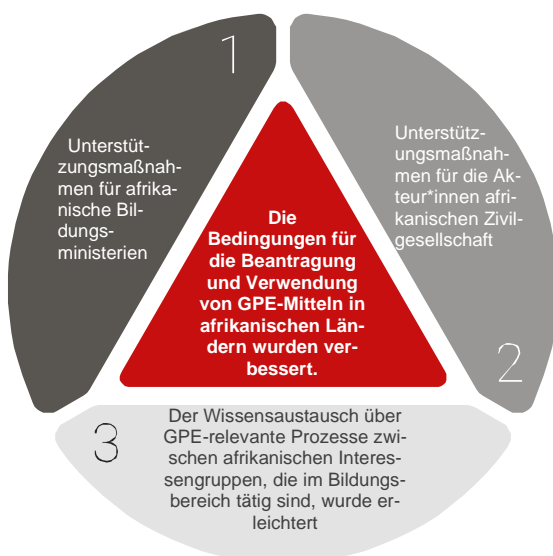 1
Unterstüt-
zungsmaßnah-
men für afrika-
nische Bil-
dungs-
ministerien
Unterstütz-
ungsmaßnah-
men für die Ak-
teur*innen afri-
kanischen Zivil-
gesellschaft
2
Die
Bedingungen für
die Beantragung
und Verwendung
von GPE-Mitteln in
afrikanischen Län-
dern wurden ver-
bessert.
3
Der Wissensaustausch über
GPE-relevante Prozesse zwi-
schen afrikanischen Interes-
sengruppen, die im Bildungs-
bereich tätig sind, wurde er-
leichtert